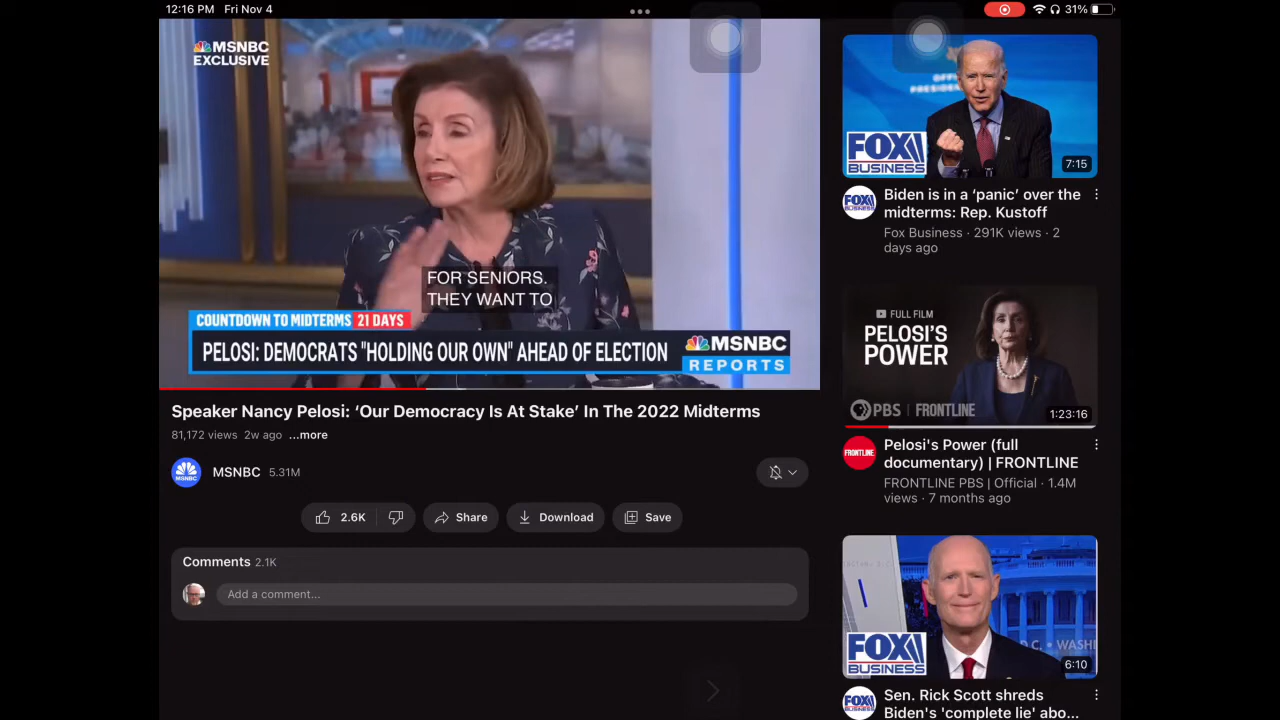 12:16 PM Fri Nov 4
31%
MSNBC
EXCLUSIVE
FOR SENIORS.
THEY WANT TO
COUNTDOWN TO MIDTERMS 21 DAYS
PELOSI: DEMOCRATS "HOLDING OUR OWN" AHEAD OF ELECTION
MSNBC
REPORTS
Speaker Nancy Pelosi: ‘Our Democracy Is At Stake’ In The 2022 Midterms
81,172 views 2w ago ...more
MSNBC 5.31M
2.6K
Share
Download
Save
Comments 2.1K
Add a comment...
FOX
BUSINESS
7:15
Biden is in a ‘panic’ over the
midterms: Rep. Kustoff
Fox Business · 291K views · 2
days ago
FULL FILM
PELOSI'S
POWER
PBS FRONTLINE
1:23:16
FRONTLINE
Pelosi's Power (full
documentary) | FRONTLINE
FRONTLINE PBS | Official · 1.4M
views · 7 months ago
FOX
BUSINESS
6:10
Sen. Rick Scott shreds
Biden's 'complete lie' abo...